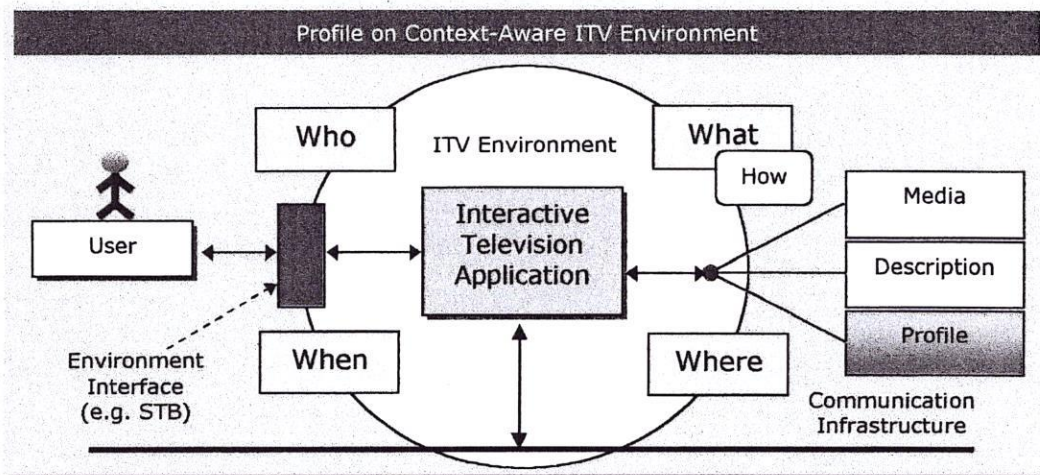 Profile on Context-Aware ITV Environment
Who
What
ITV Environment
How
User
Interactive
Television
Application
Media
Description
Profile
When
Where
Environment
Interface
(e.g. STB)
Communication
Infrastructure